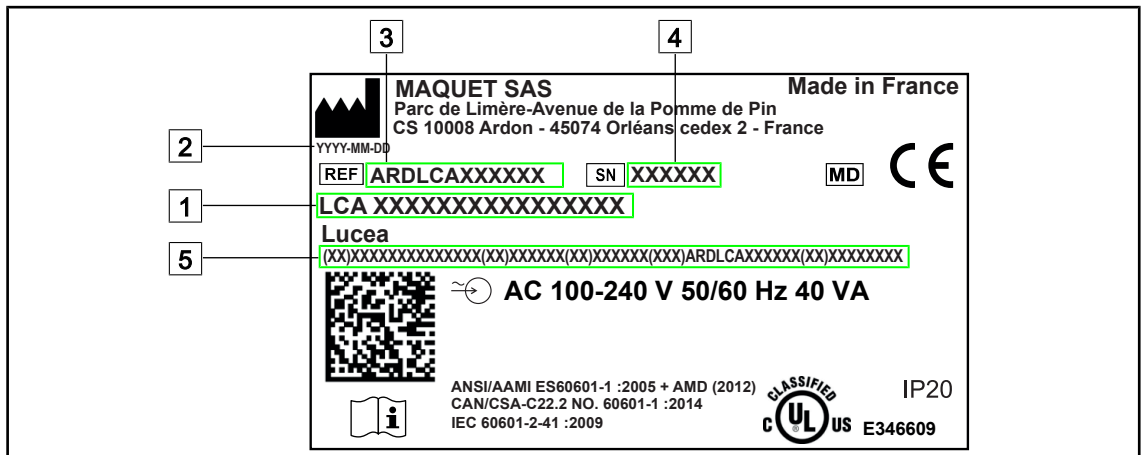 3
4
MAQUET SAS
Made in France
Parc de Limère-Avenue de la Pomme de Pin
CS 10008 Ardon - 45074 Orléans cedex 2 - France
2
YYYY-MM-DD
REF ARDLCAXXXXXX SN XXXXXX MD CE
1
LCA XXXXXXXXXXXXXXXX
Lucea
5
(XX)XXXXXXXXXXXXXX(XX)XXXXXX(XX)XXXXXX(XXX)ARDLCAXXXXXX(XX)XXXXXXXX
AC 100-240 V 50/60 Hz 40 VA
ANSI/AAMI ES60601-1 :2005 + AMD (2012)
CAN/CSA-C22.2 NO. 60601-1 :2014
IEC 60601-2-41 :2009
i
CLASSIFIED
C UL ® US
E346609
IP20